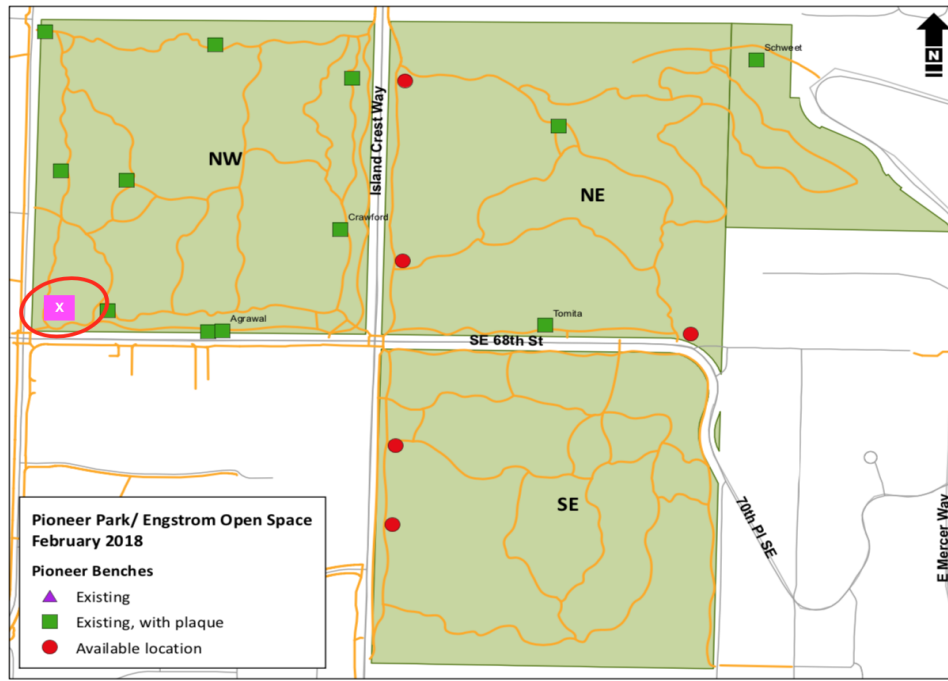 N
Schweet
Island Crest Way
NW
NE
Crawford
X
Agrawal
Tomita
SE 68th St
SE
70th Pl SE
E Mercer Way
Pioneer Park/ Engstrom Open Space
February 2018
Pioneer Benches
Existing
Existing, with plaque
Available location